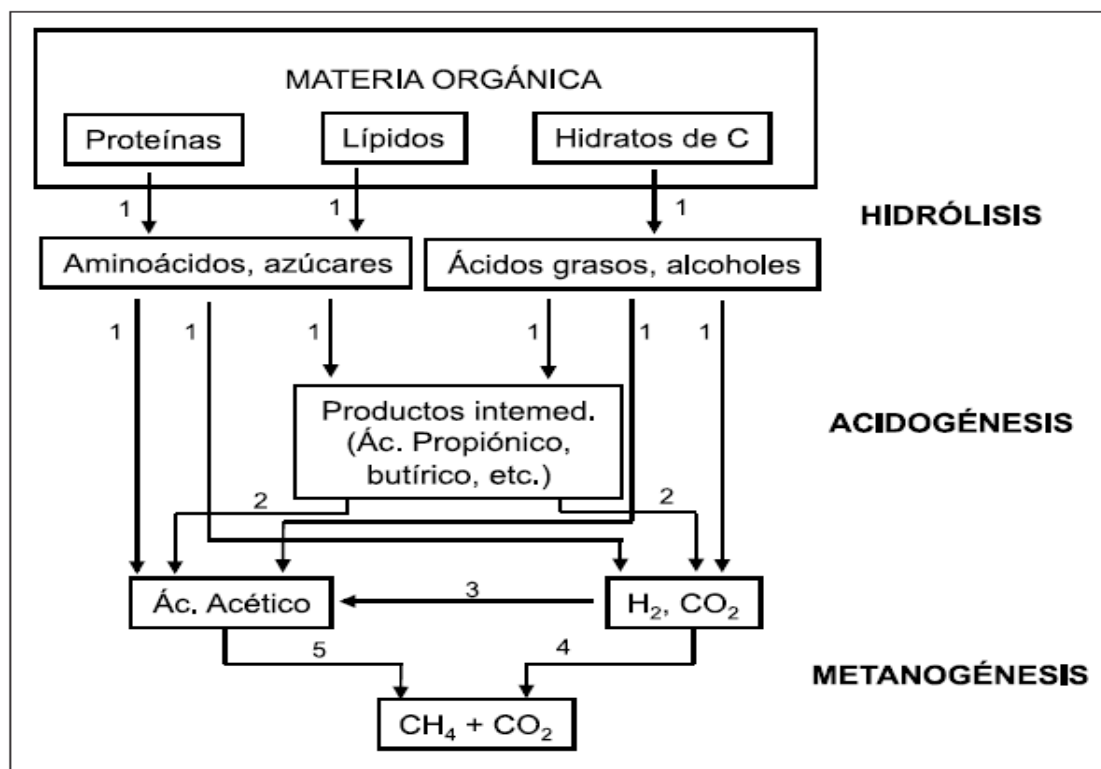 MATERIA ORGÁNICA
Proteínas
Lípidos
Hidratos de C
1
1
1
HIDRÓLISIS
Aminoácidos, azúcares
Ácidos grasos, alcoholes
1
1
1
1
1
1
Productos intemed.
(Ác. Propiónico,
butírico, etc.)
ACIDOGÉNESIS
2
2
Ác. Acético
3
H₂, CO₂
5
4
METANOGÉNESIS
CH₄ + CO₂